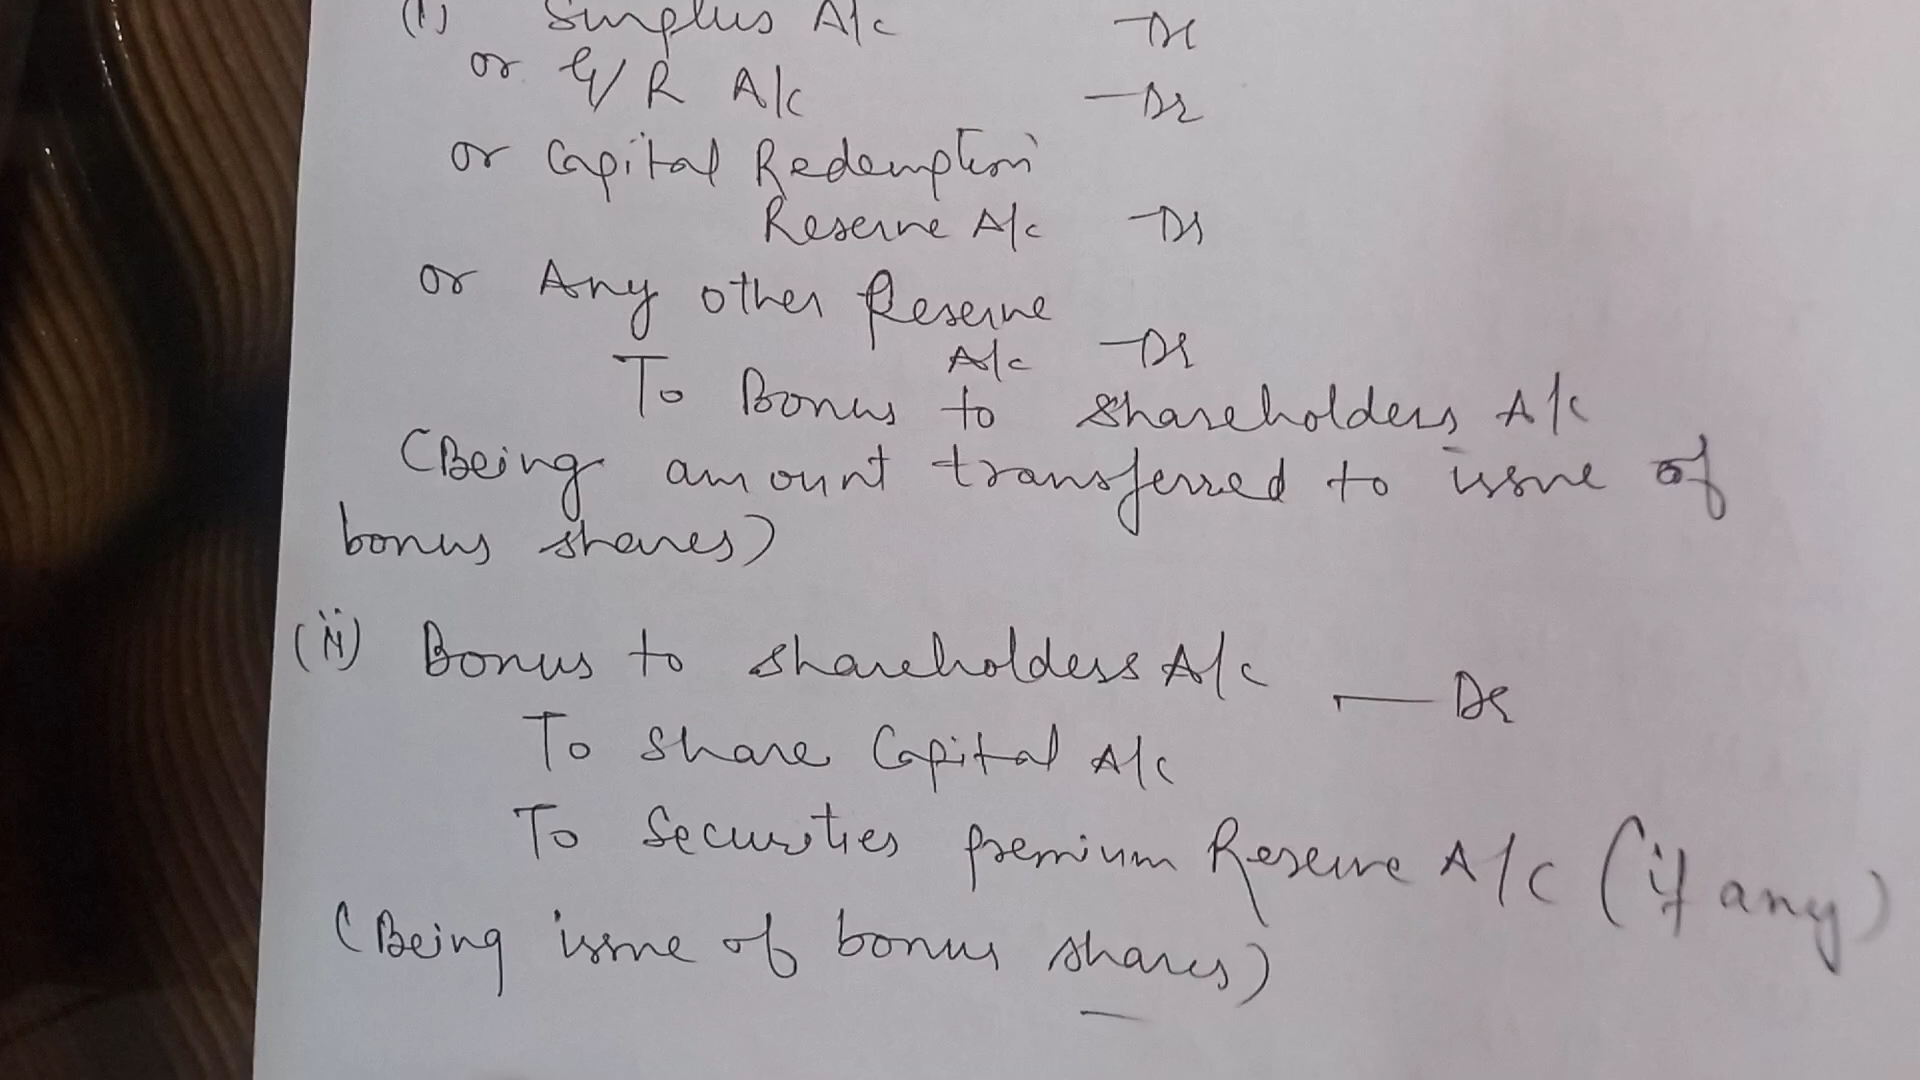 (i) Surplus A/c —Dr
or G/R A/c —Dr
or Capital Redemption
Reserve A/c —Dr
or Any other Reserve
A/c —Dr
To Bonus to shareholders A/c
(Being amount transferred to issue of
bonus shares)
(ii) Bonus to shareholders A/c — Dr
To Share Capital A/c
To Securities premium Reserve A/c (if any)
(Being issue of bonus shares)